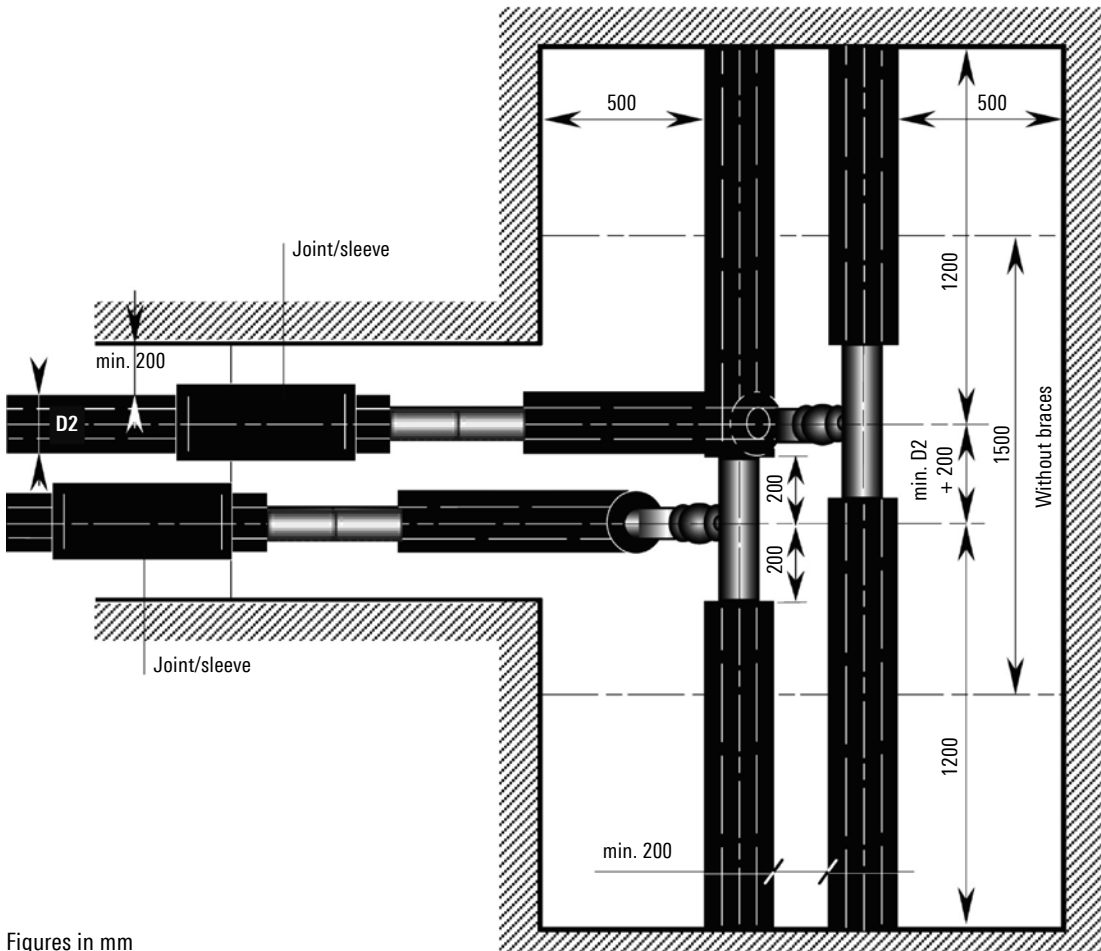 500
500
1200
Joint/sleeve
min. 200
D2
min. D2
+ 200
1500
Without braces
200
200
Joint/sleeve
1200
min. 200
Figures in mm